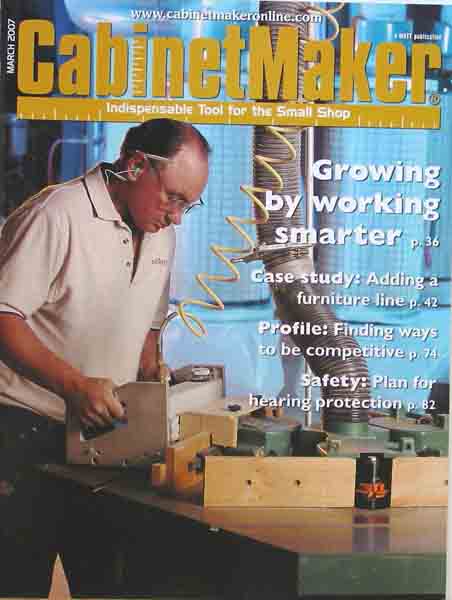 www.cabinetmakeronline.com
MARCH 2007
a WATT publication
CabinetMaker®
Indispensable Tool for the Small Shop
Growing
by working
smarter p. 36
Case study: Adding a
furniture line p. 42
Profile: Finding ways
to be competitive p. 74
Safety: Plan for
hearing protection p. 82